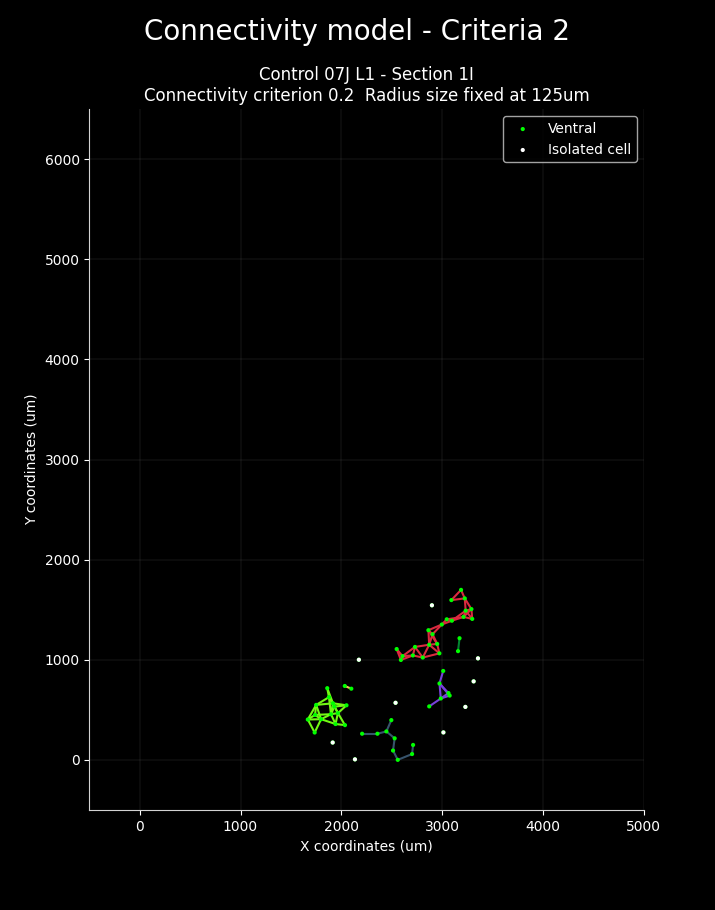 Connectivity model - Criteria 2
Control 07J L1 - Section 1I
Connectivity criterion 0.2  Radius size fixed at 125um
Ventral
Isolated cell
6000
5000
4000
3000
2000
1000
0
Y coordinates (um)
0
1000
2000
3000
4000
5000
X coordinates (um)